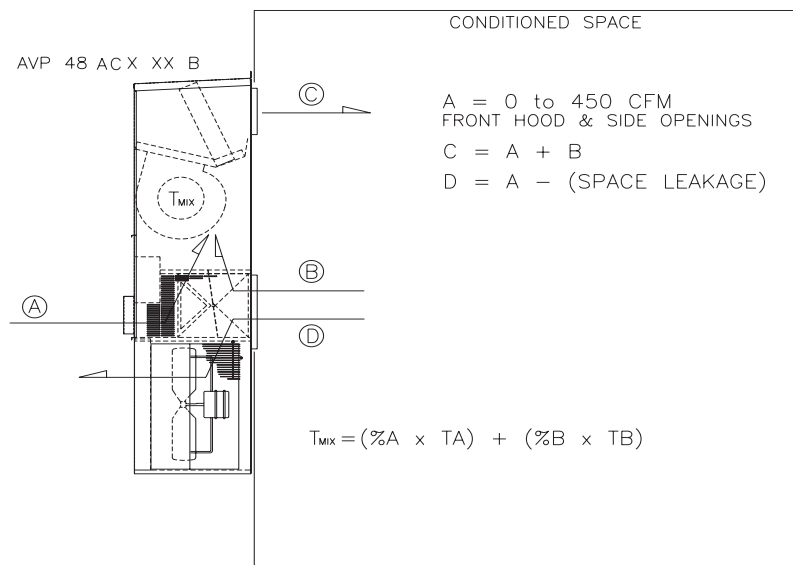 CONDITIONED SPACE
AVP 48 ACX XX B
C
A = 0 to 450 CFM
FRONT HOOD & SIDE OPENINGS
C = A + B
D = A – (SPACE LEAKAGE)
TMIX
B
A
D
TMIX = (%A x TA) + (%B x TB)